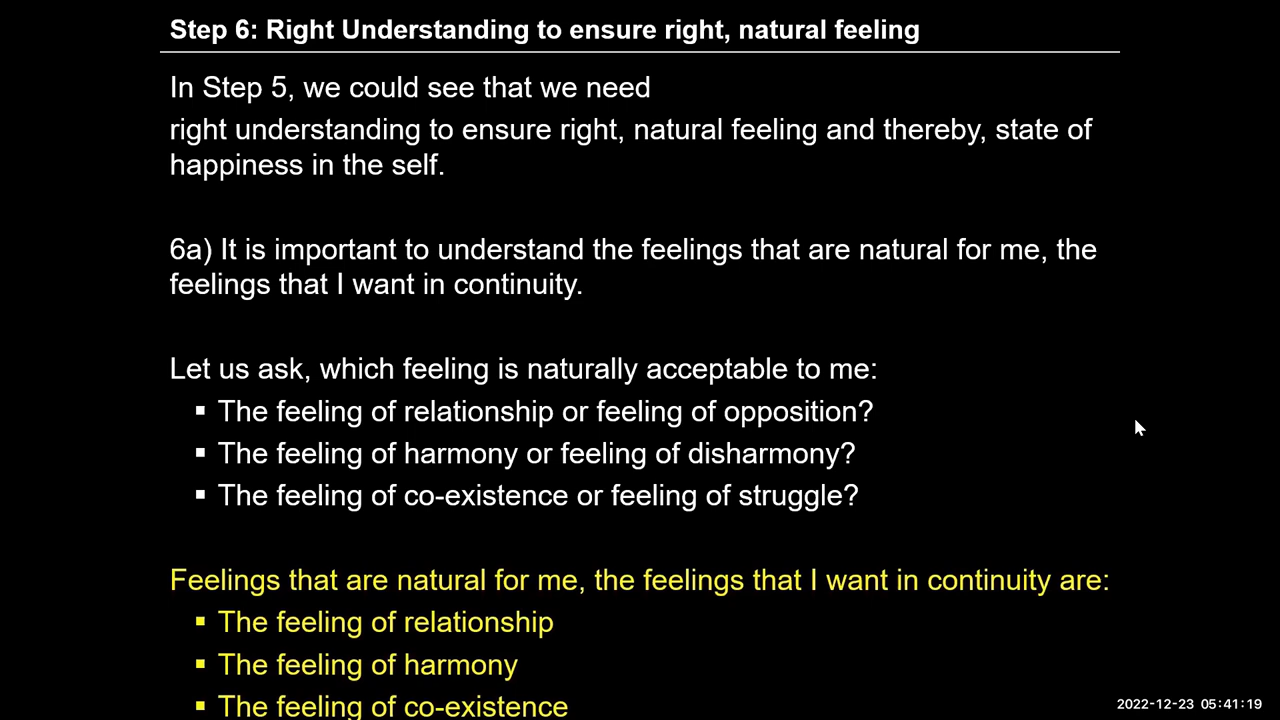 Step 6: Right Understanding to ensure right, natural feeling
In Step 5, we could see that we need
right understanding to ensure right, natural feeling and thereby, state of
happiness in the self.
6a) It is important to understand the feelings that are natural for me, the
feelings that I want in continuity.
Let us ask, which feeling is naturally acceptable to me:
▪ The feeling of relationship or feeling of opposition?
▪ The feeling of harmony or feeling of disharmony?
▪ The feeling of co-existence or feeling of struggle?
Feelings that are natural for me, the feelings that I want in continuity are:
▪ The feeling of relationship
▪ The feeling of harmony
▪ The feeling of co-existence
2022-12-23 05:41:19